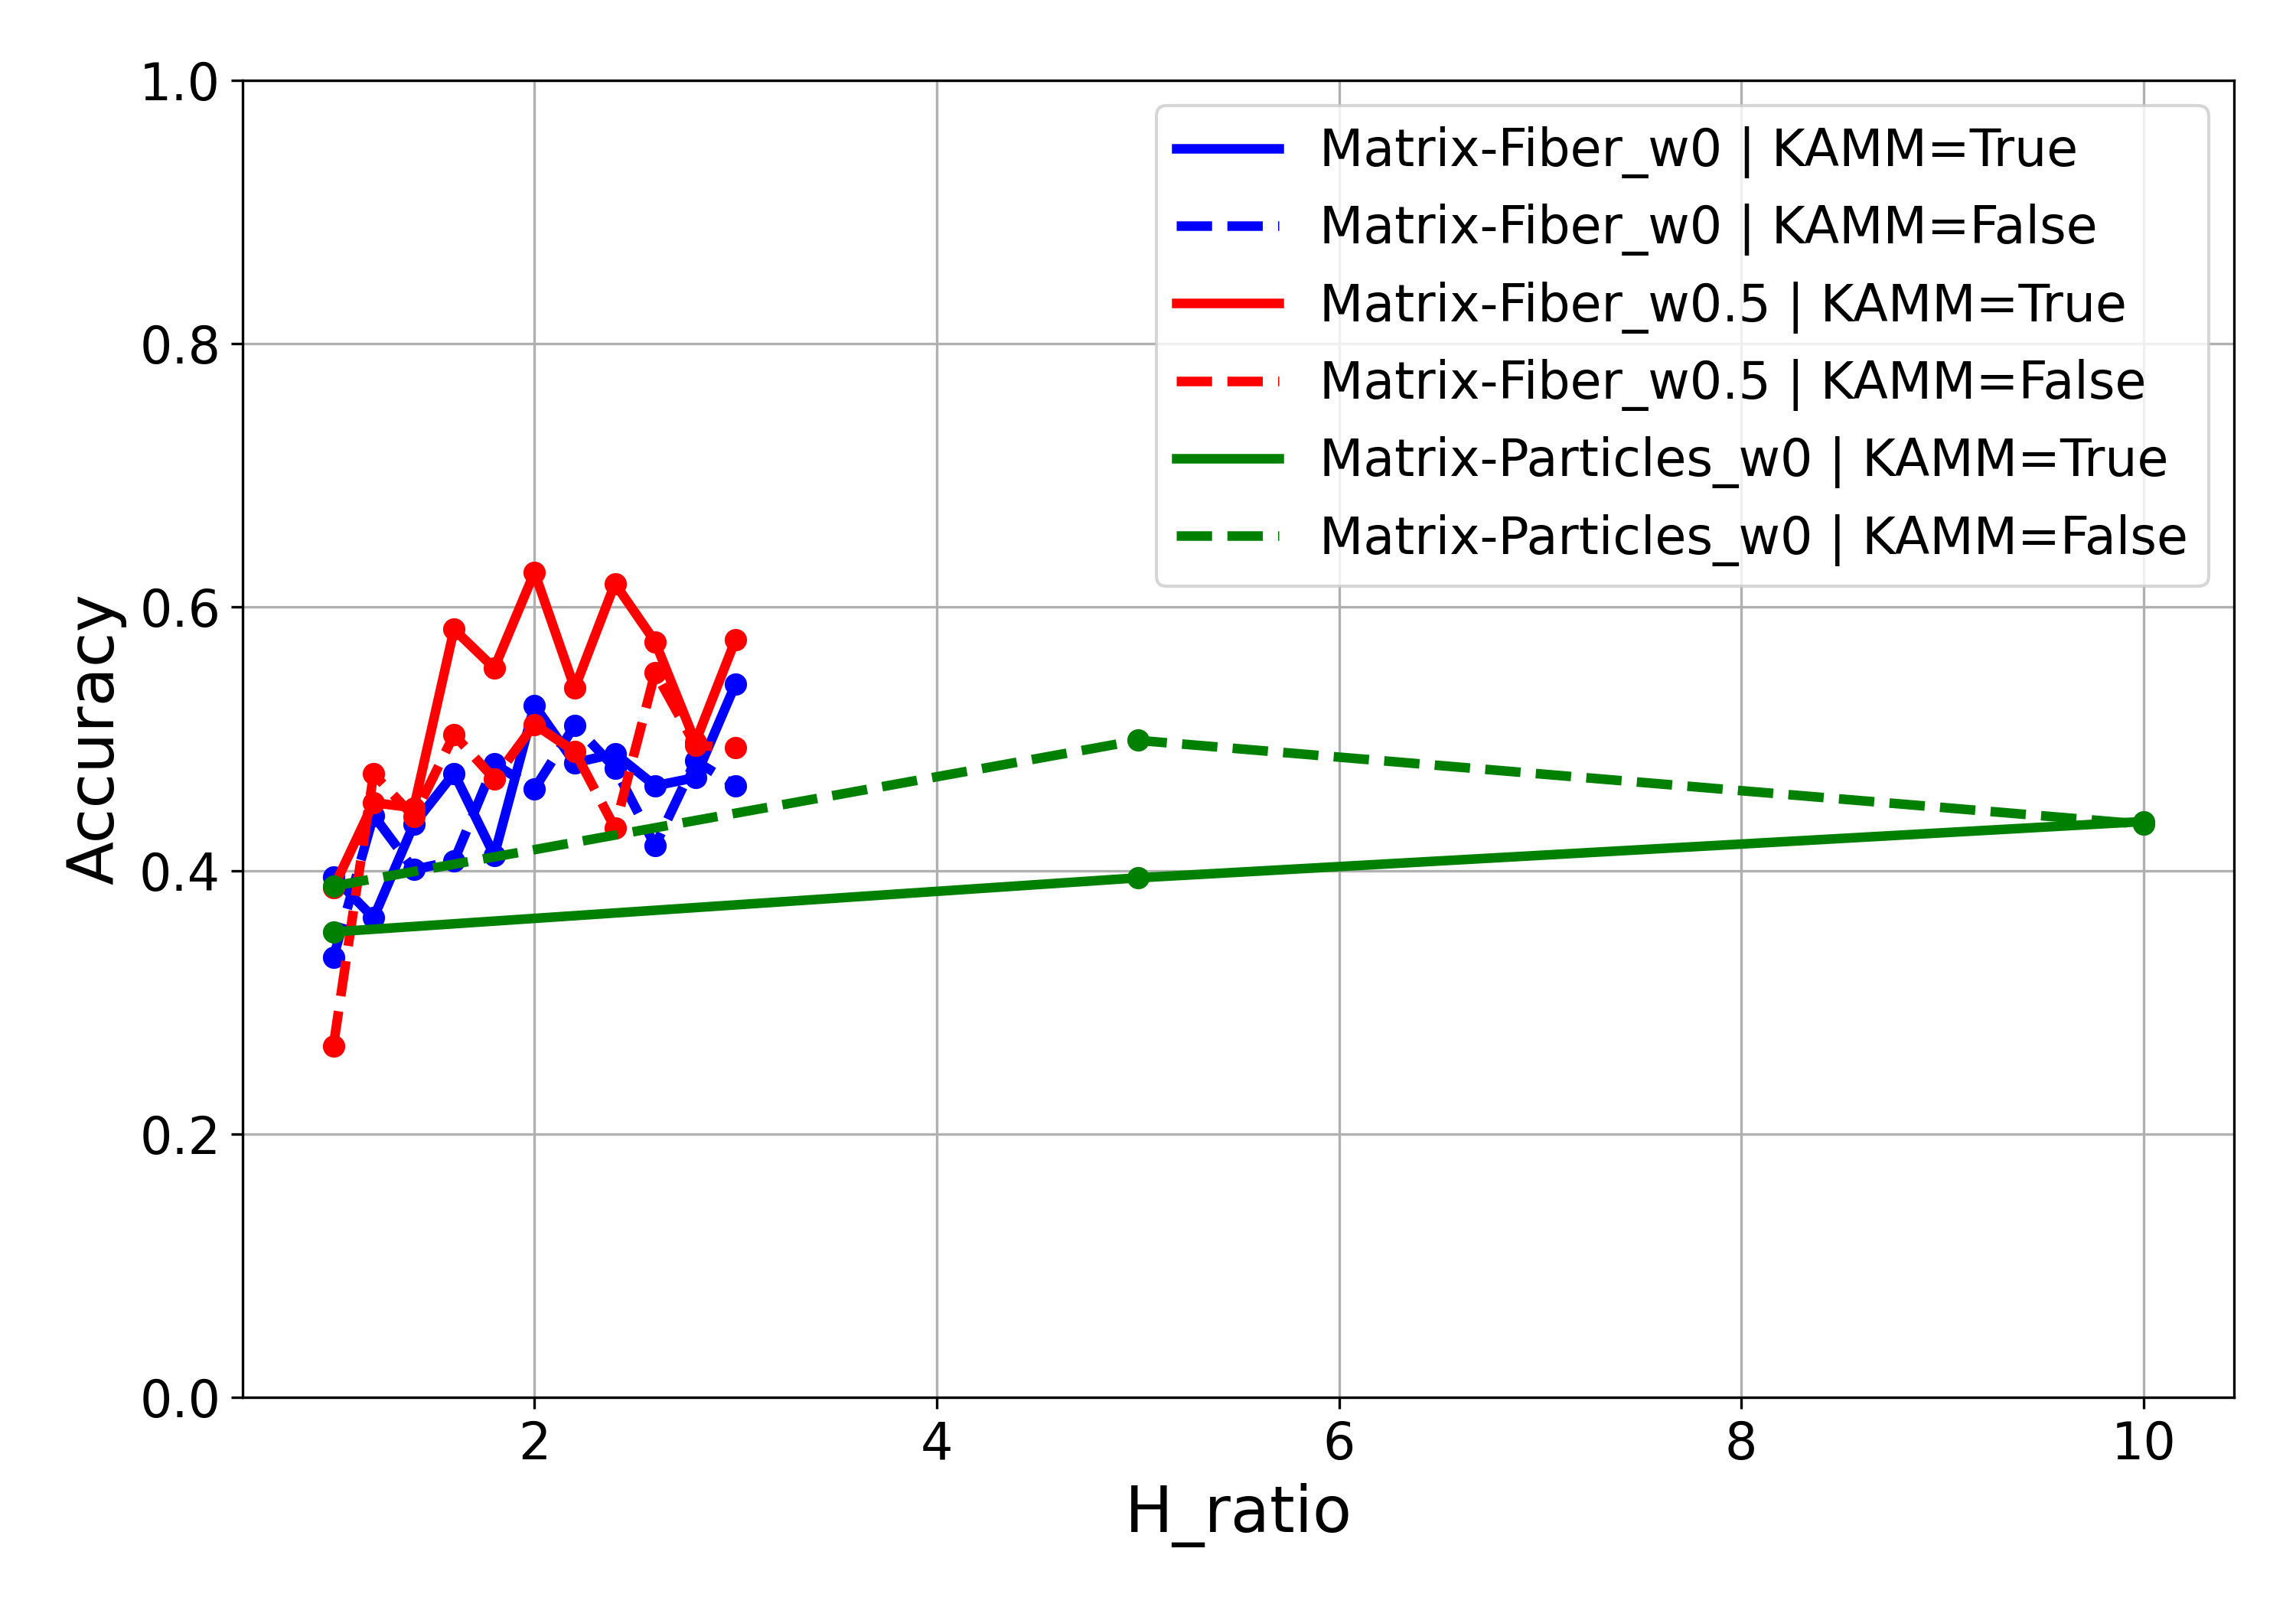 1.0
0.8
0.6
0.4
0.2
0.0
Accuracy
Matrix-Fiber_w0 | KAMM=True
Matrix-Fiber_w0 | KAMM=False
Matrix-Fiber_w0.5 | KAMM=True
Matrix-Fiber_w0.5 | KAMM=False
Matrix-Particles_w0 | KAMM=True
Matrix-Particles_w0 | KAMM=False
2 4 6 8 10
H_ratio